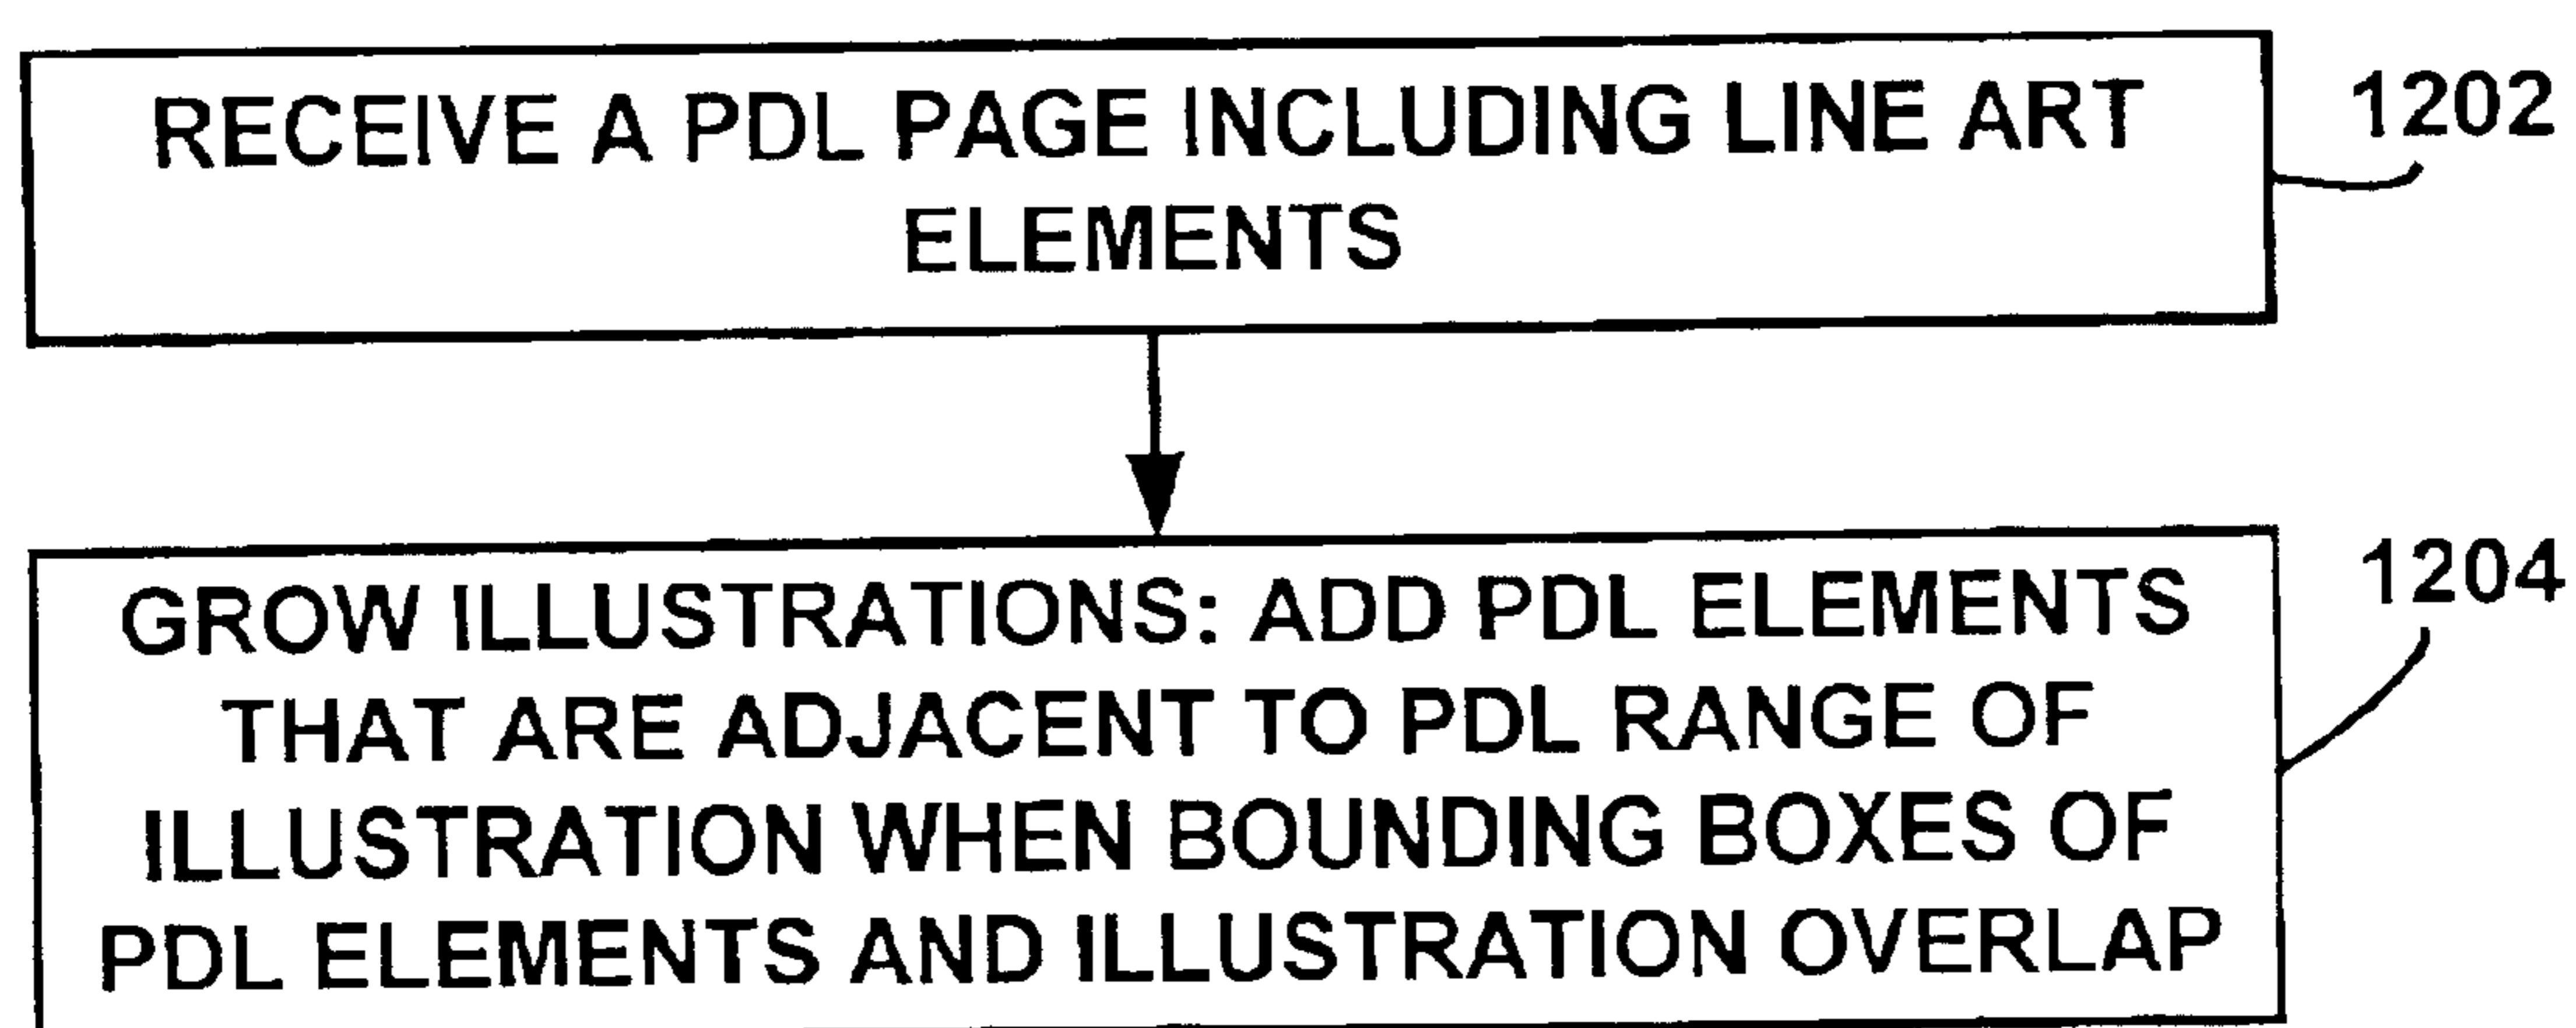 RECEIVE A PDL PAGE INCLUDING LINE ART
ELEMENTS
1202
GROW ILLUSTRATIONS: ADD PDL ELEMENTS
THAT ARE ADJACENT TO PDL RANGE OF
ILLUSTRATION WHEN BOUNDING BOXES OF
PDL ELEMENTS AND ILLUSTRATION OVERLAP
1204